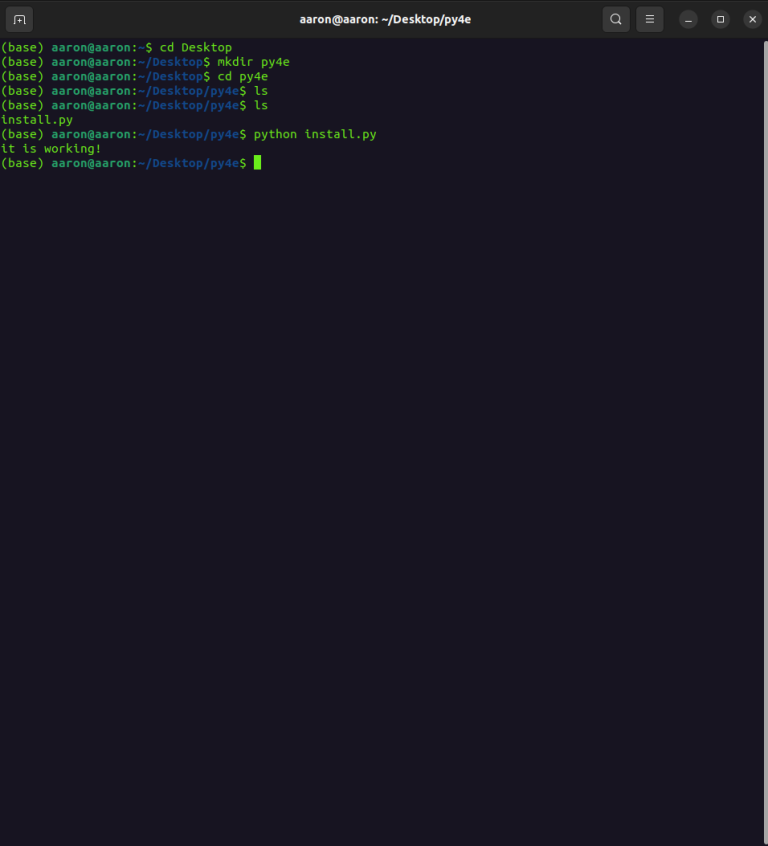 aaron@aaron: ~/Desktop/py4e
(base) aaron@aaron:~$ cd Desktop
(base) aaron@aaron:~/Desktop$ mkdir py4e
(base) aaron@aaron:~/Desktop$ cd py4e
(base) aaron@aaron:~/Desktop/py4e$ ls
(base) aaron@aaron:~/Desktop/py4e$ ls
install.py
(base) aaron@aaron:~/Desktop/py4e$ python install.py
it is working!
(base) aaron@aaron:~/Desktop/py4e$